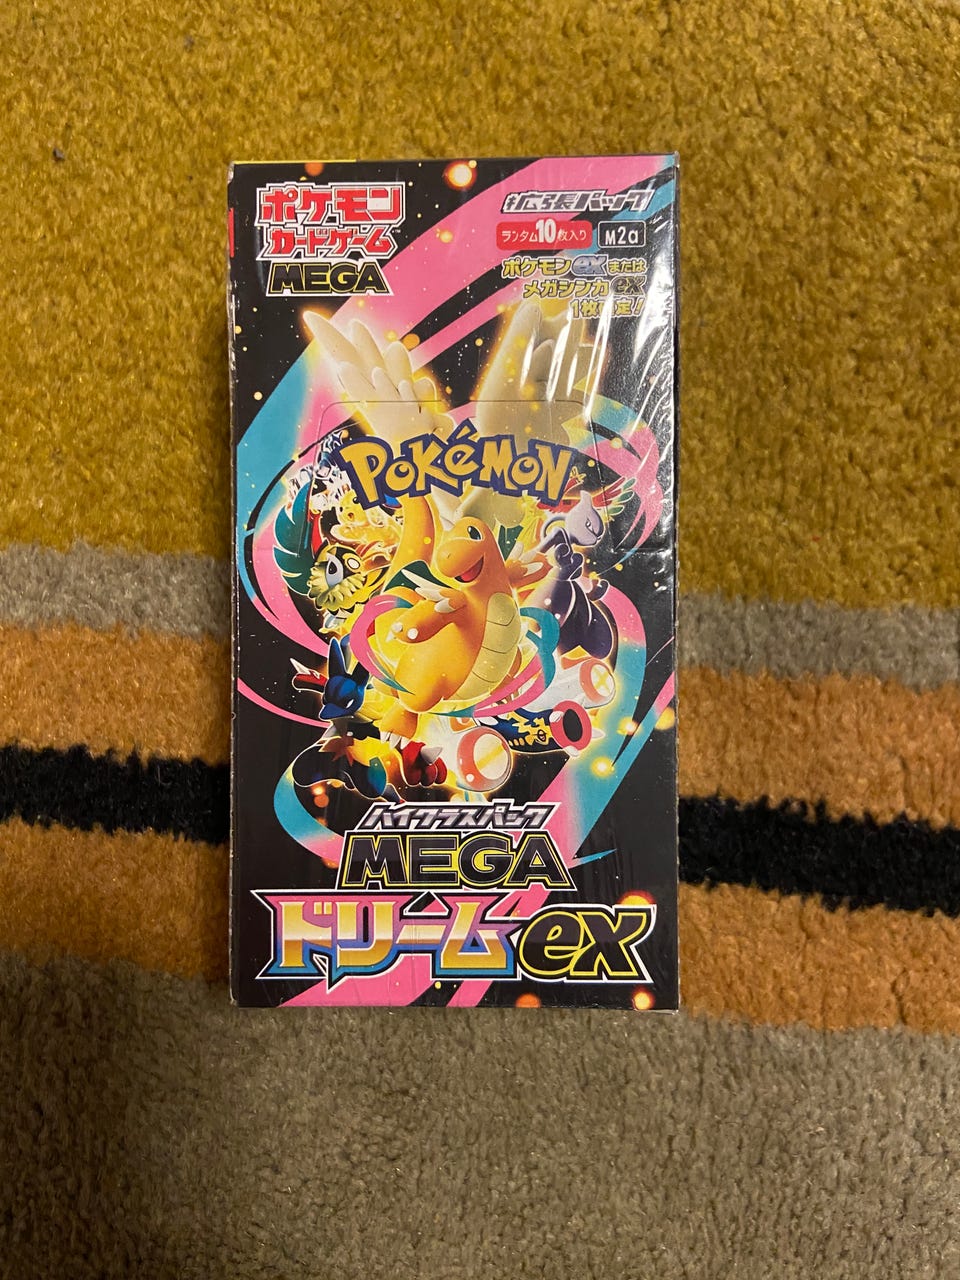 ポケモン
カードゲーム
MEGA
拡張パック
ランダム10枚入り
M2a
ポケモンexまたは
メガシンカex
1枚 定!
POKéMON
ハイクラスパック
MEGA
ドリームex